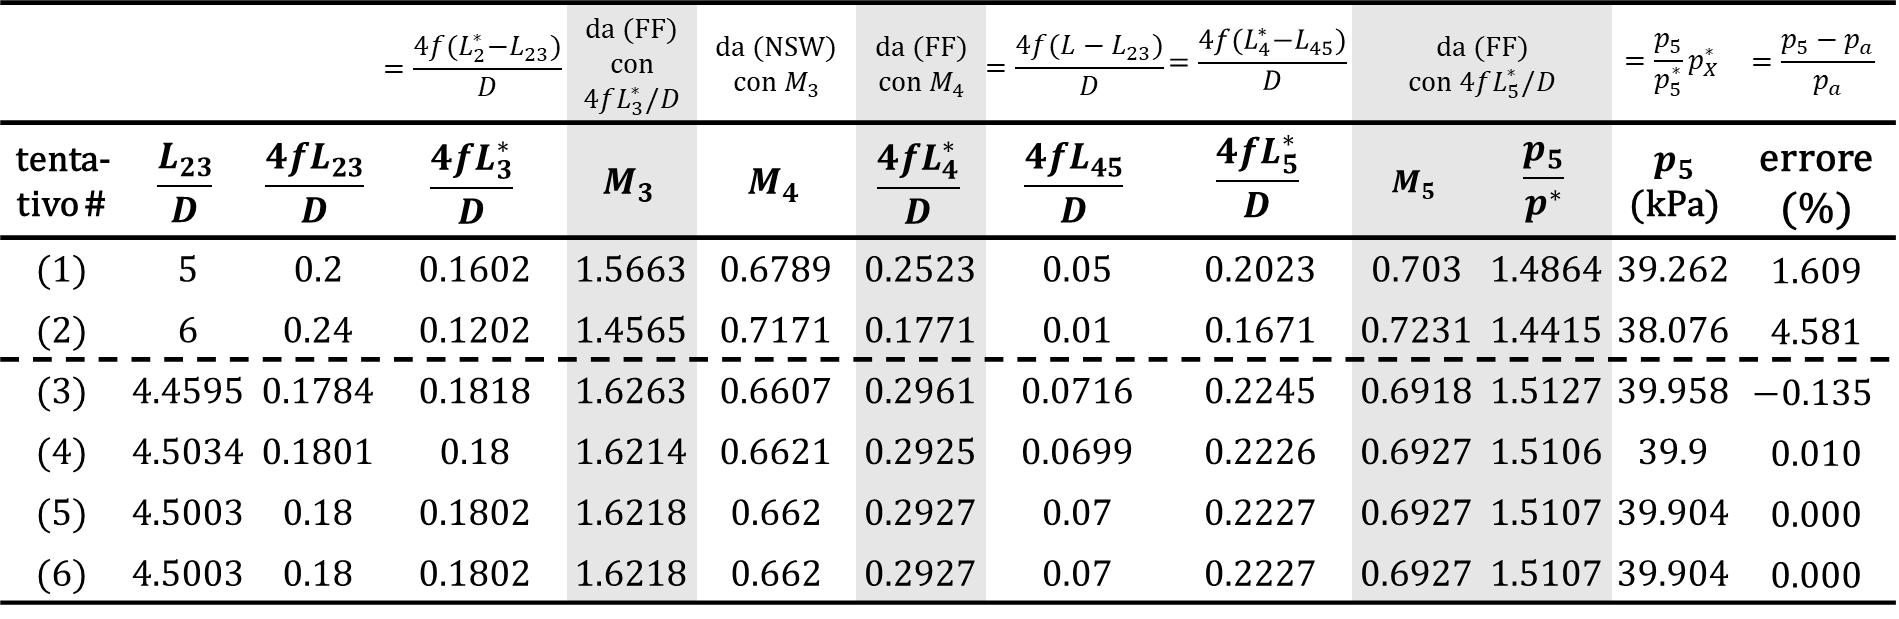 = 4f(L₂* − L₂₃)/D da (FF) con 4fL₃*/D da (NSW) con M₃ da (FF) con M₄ = 4f(L − L₂₃)/D = 4f(L₄* − L₄₅)/D da (FF) con 4fL₅*/D = p₅/p₅* pₓ* = (p₅ − pₐ)/pₐ
tenta-tivo # L₂₃/D 4fL₂₃/D 4fL₃*/D M₃ M₄ 4fL₄*/D 4fL₄₅/D 4fL₅*/D M₅ p₅/p* p₅ (kPa) errore (%)
(1) 5 0.2 0.1602 1.5663 0.6789 0.2523 0.05 0.2023 0.703 1.4864 39.262 1.609
(2) 6 0.24 0.1202 1.4565 0.7171 0.1771 0.01 0.1671 0.7231 1.4415 38.076 4.581
(3) 4.4595 0.1784 0.1818 1.6263 0.6607 0.2961 0.0716 0.2245 0.6918 1.5127 39.958 −0.135
(4) 4.5034 0.1801 0.18 1.6214 0.6621 0.2925 0.0699 0.2226 0.6927 1.5106 39.9 0.010
(5) 4.5003 0.18 0.1802 1.6218 0.662 0.2927 0.07 0.2227 0.6927 1.5107 39.904 0.000
(6) 4.5003 0.18 0.1802 1.6218 0.662 0.2927 0.07 0.2227 0.6927 1.5107 39.904 0.000